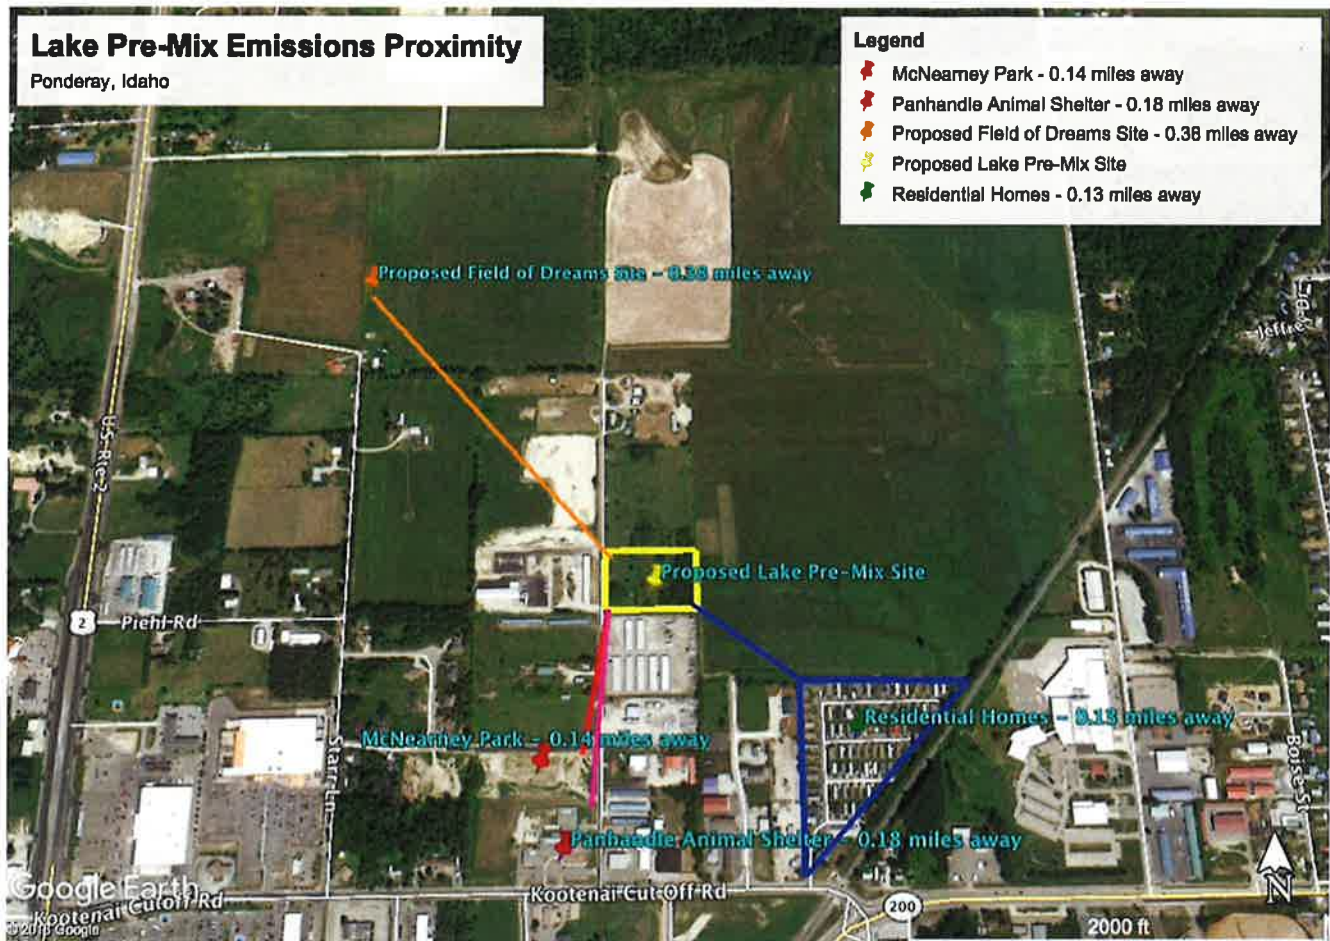 Lake Pre-Mix Emissions Proximity
Ponderay, Idaho
Legend
McNearney Park - 0.14 miles away
Panhandle Animal Shelter - 0.18 miles away
Proposed Field of Dreams Site - 0.38 miles away
Proposed Lake Pre-Mix Site
Residential Homes - 0.13 miles away
Proposed Field of Dreams Site - 0.38 miles away
U.S. Rte 2
Proposed Lake Pre-Mix Site
2
Piehl Rd
Residential Homes - 0.13 miles away
McNearney Park - 0.14 miles away
Starr Ln
Boise St
Panhandle Animal Shelter - 0.18 miles away
Google Earth
Kootenai Cut Off Rd
Kootenai Cutoff Rd
200
N
2000 ft
Google